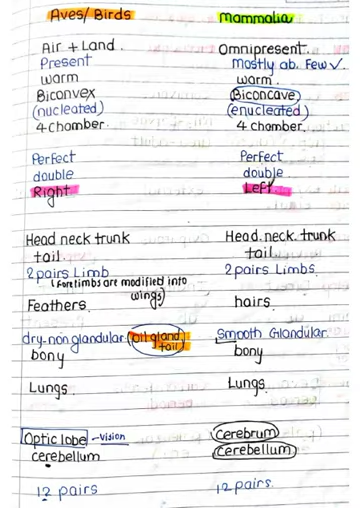 Aves/Birds Mammalia
Air + Land. Omnipresent.
Present mostly ab. Few ✓.
warm warm.
Biconvex Biconcave
(nucleated) (enucleated)
4 chamber. 4 chamber.
Perfect Perfect
double double
Right Left
Head neck trunk Head. neck. trunk
tail tail.
2 pairs Limb 2 pairs Limbs.
(Forelimbs are modified into
wings)
Feathers. hairs.
dry-non glandular (oil gland Smooth Glandular.
tail)
bony bony
Lungs. Lungs.
Optic lobe - Vision Cerebrum
cerebellum Cerebellum
12 pairs 12 pairs.